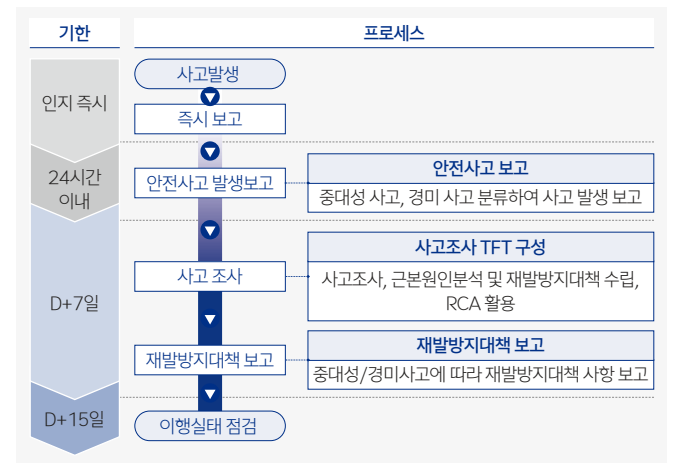 기한
프로세스
인지 즉시
사고발생
즉시 보고
24시간
이내
안전사고 발생보고
안전사고 보고
중대성 사고, 경미 사고 분류하여 사고 발생 보고
D+7일
사고 조사
사고조사 TFT 구성
사고조사, 근본원인분석 및 재발방지대책 수립,
RCA 활용
재발방지대책 보고
재발방지대책 보고
중대성/경미사고에 따라 재발방지대책 사항 보고
D+15일
이행실태 점검